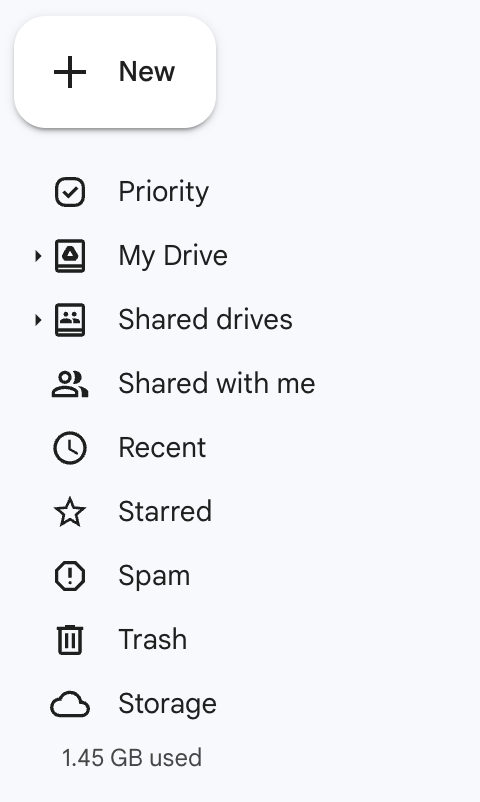 New
Priority
My Drive
Shared drives
Shared with me
Recent
Starred
Spam
Trash
Storage
1.45 GB used